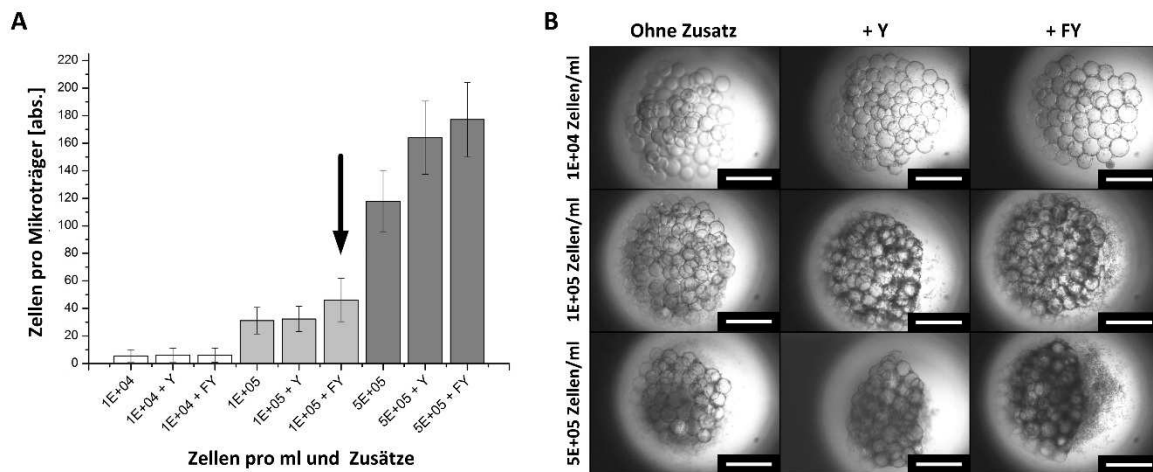 A
Zellen pro Mikroträger [abs.]
220
200
180
160
140
120
100
80
60
40
20
0
1E+04
1E+04 + Y
1E+04 + FY
1E+05
1E+05 + Y
1E+05 + FY
5E+05
5E+05 + Y
5E+05 + FY
Zellen pro ml und Zusätze
B
Ohne Zusatz
+ Y
+ FY
1E+04 Zellen/ml
1E+05 Zellen/ml
5E+05 Zellen/ml